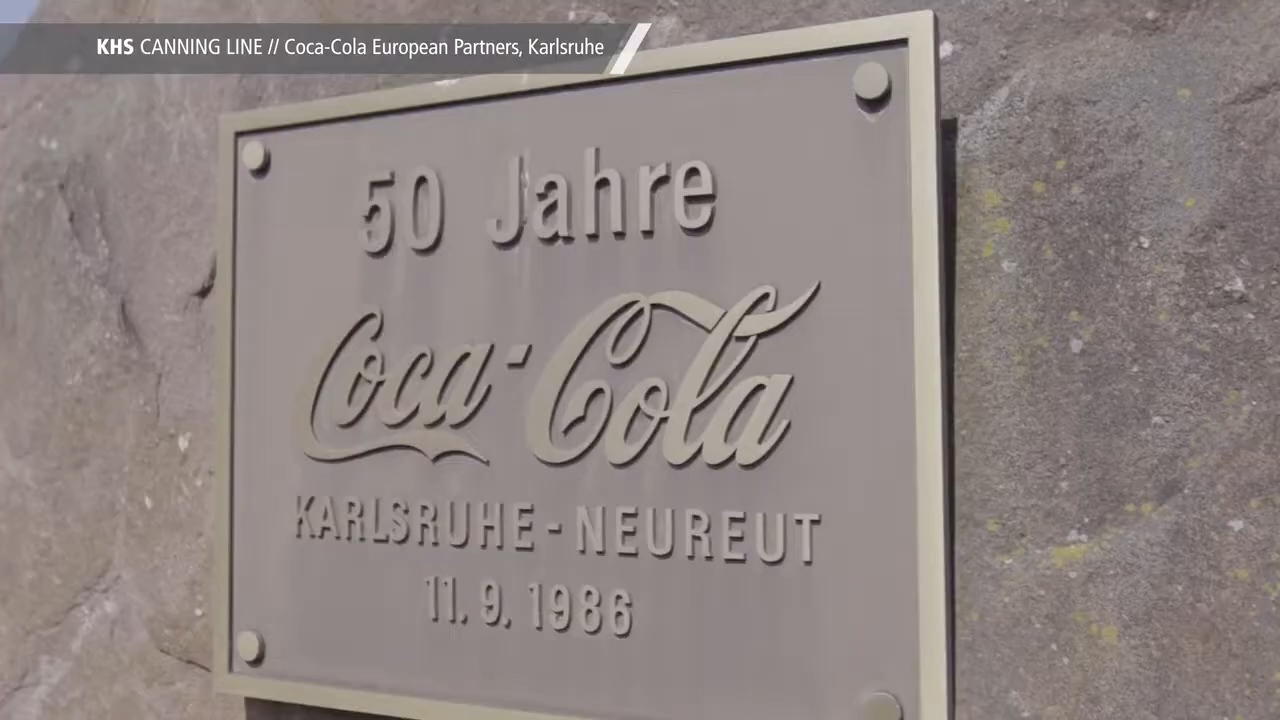 KHS CANNING LINE // Coca-Cola European Partners, Karlsruhe
50 Jahre
Coca-Cola
KARLSRUHE-NEUREUT
11. 9. 1986